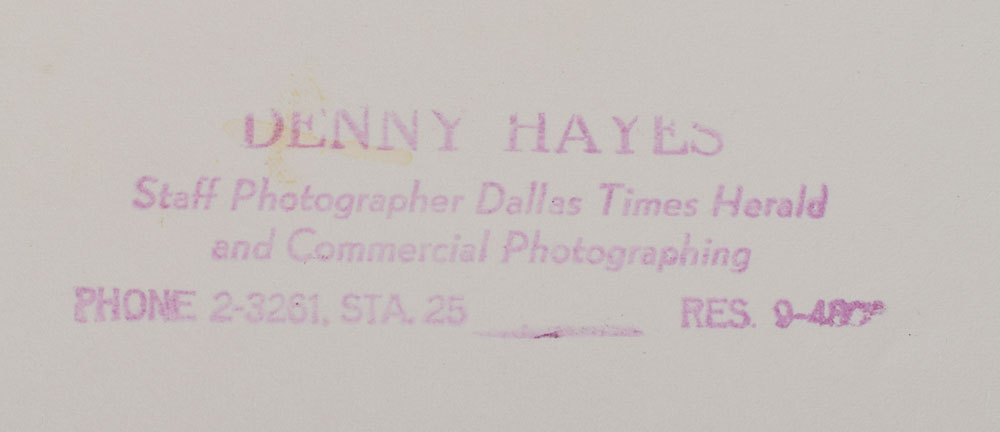 DENNY HAYES
Staff Photographer Dallas Times Herald
and Commercial Photographing
PHONE 2-3261, STA. 25 RES.